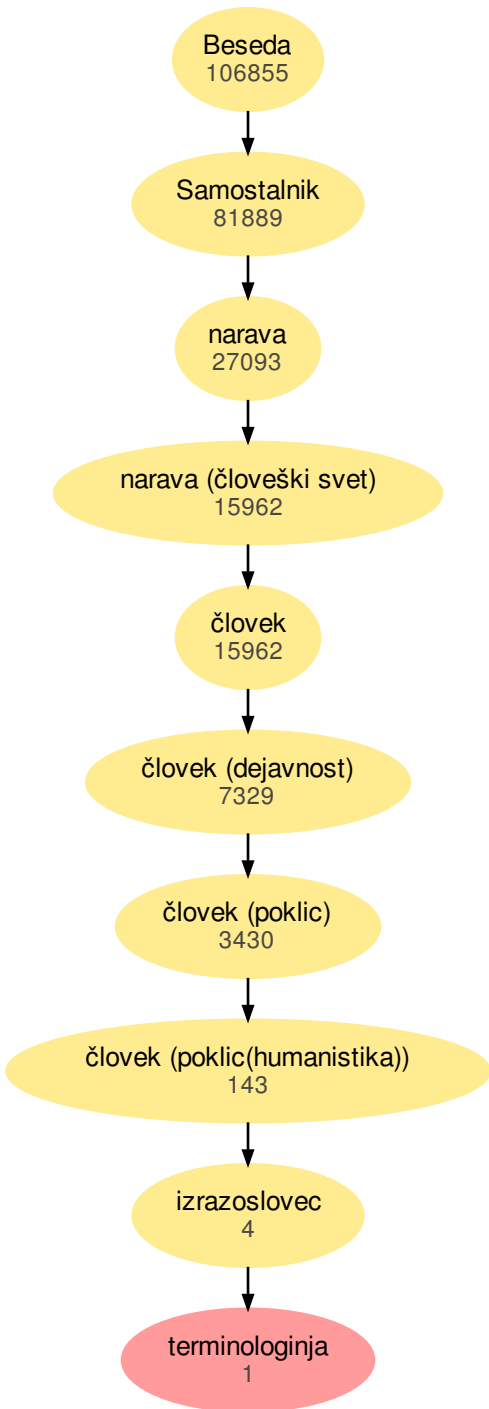 Beseda
106855
Samostalnik
81889
narava
27093
narava (človeški svet)
15962
človek
15962
človek (dejavnost)
7329
človek (poklic)
3430
človek (poklic(humanistika))
143
izrazoslovec
4
terminologinja
1